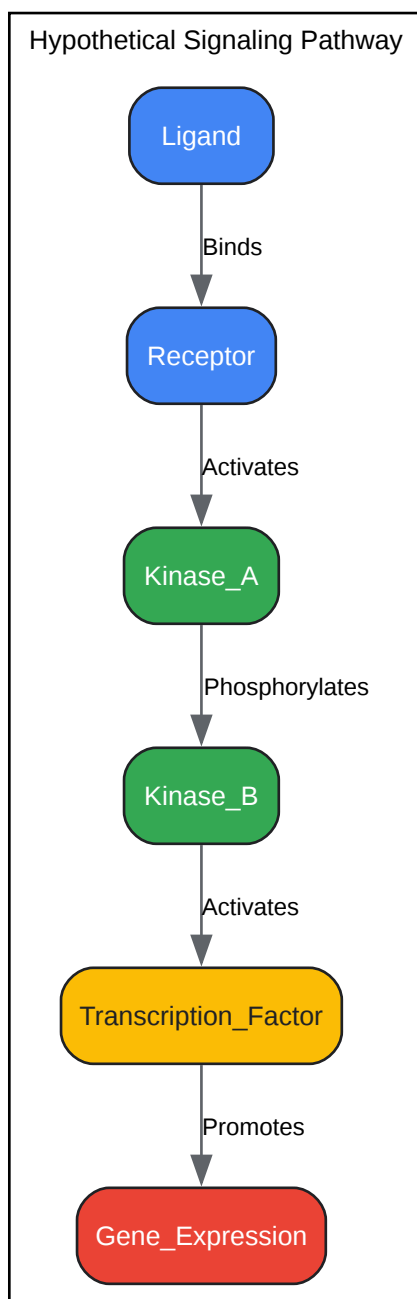 Hypothetical Signaling Pathway
Ligand
Binds
Receptor
Activates
Kinase_A
Phosphorylates
Kinase_B
Activates
Transcription_Factor
Promotes
Gene_Expression